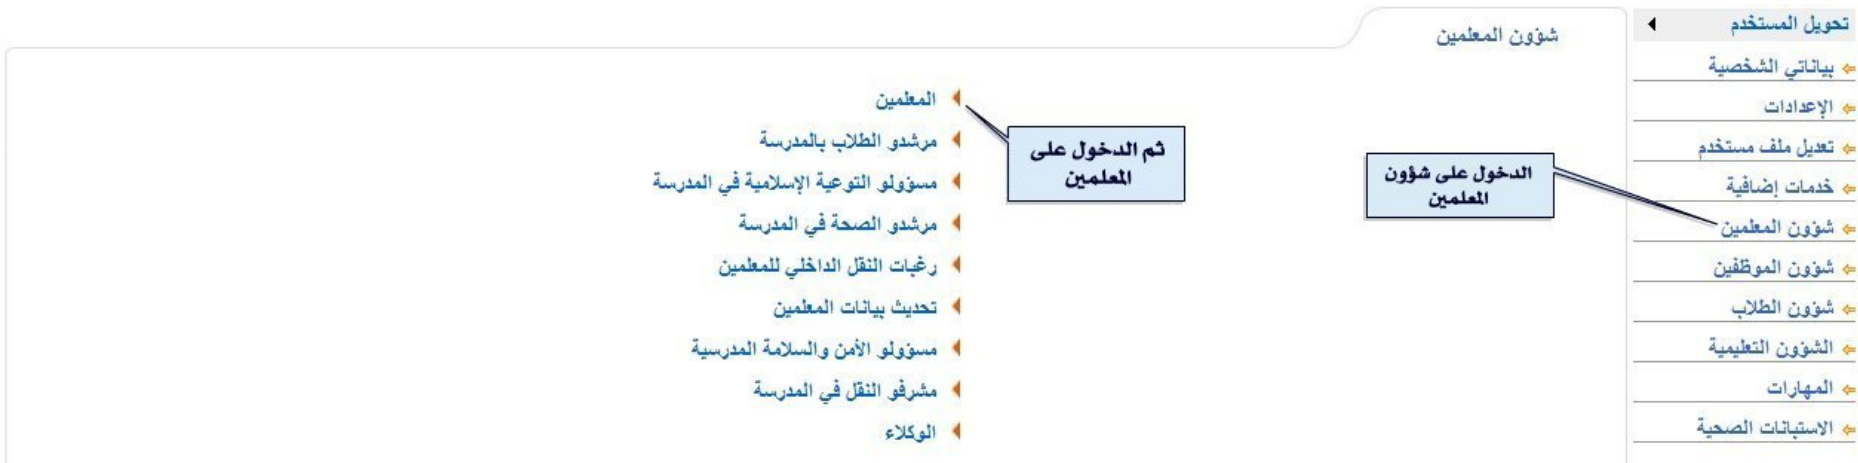 تحويل المستخدم
بياناتي الشخصية
الإعدادات
تعديل ملف مستخدم
خدمات إضافية
شؤون المعلمين
شؤون الموظفين
شؤون الطلاب
الشؤون التعليمية
المهارات
الاستبانات الصحية
الدخول على شؤون
المعلمين
شؤون المعلمين
المعلمين
مرشدو الطلاب بالمدرسة
مسؤولو التوعية الإسلامية في المدرسة
مرشدو الصحة في المدرسة
رغبات النقل الداخلي للمعلمين
تحديث بيانات المعلمين
مسؤولو الأمن والسلامة المدرسية
مشرفو النقل في المدرسة
الوكلاء
ثم الدخول على
المعلمين